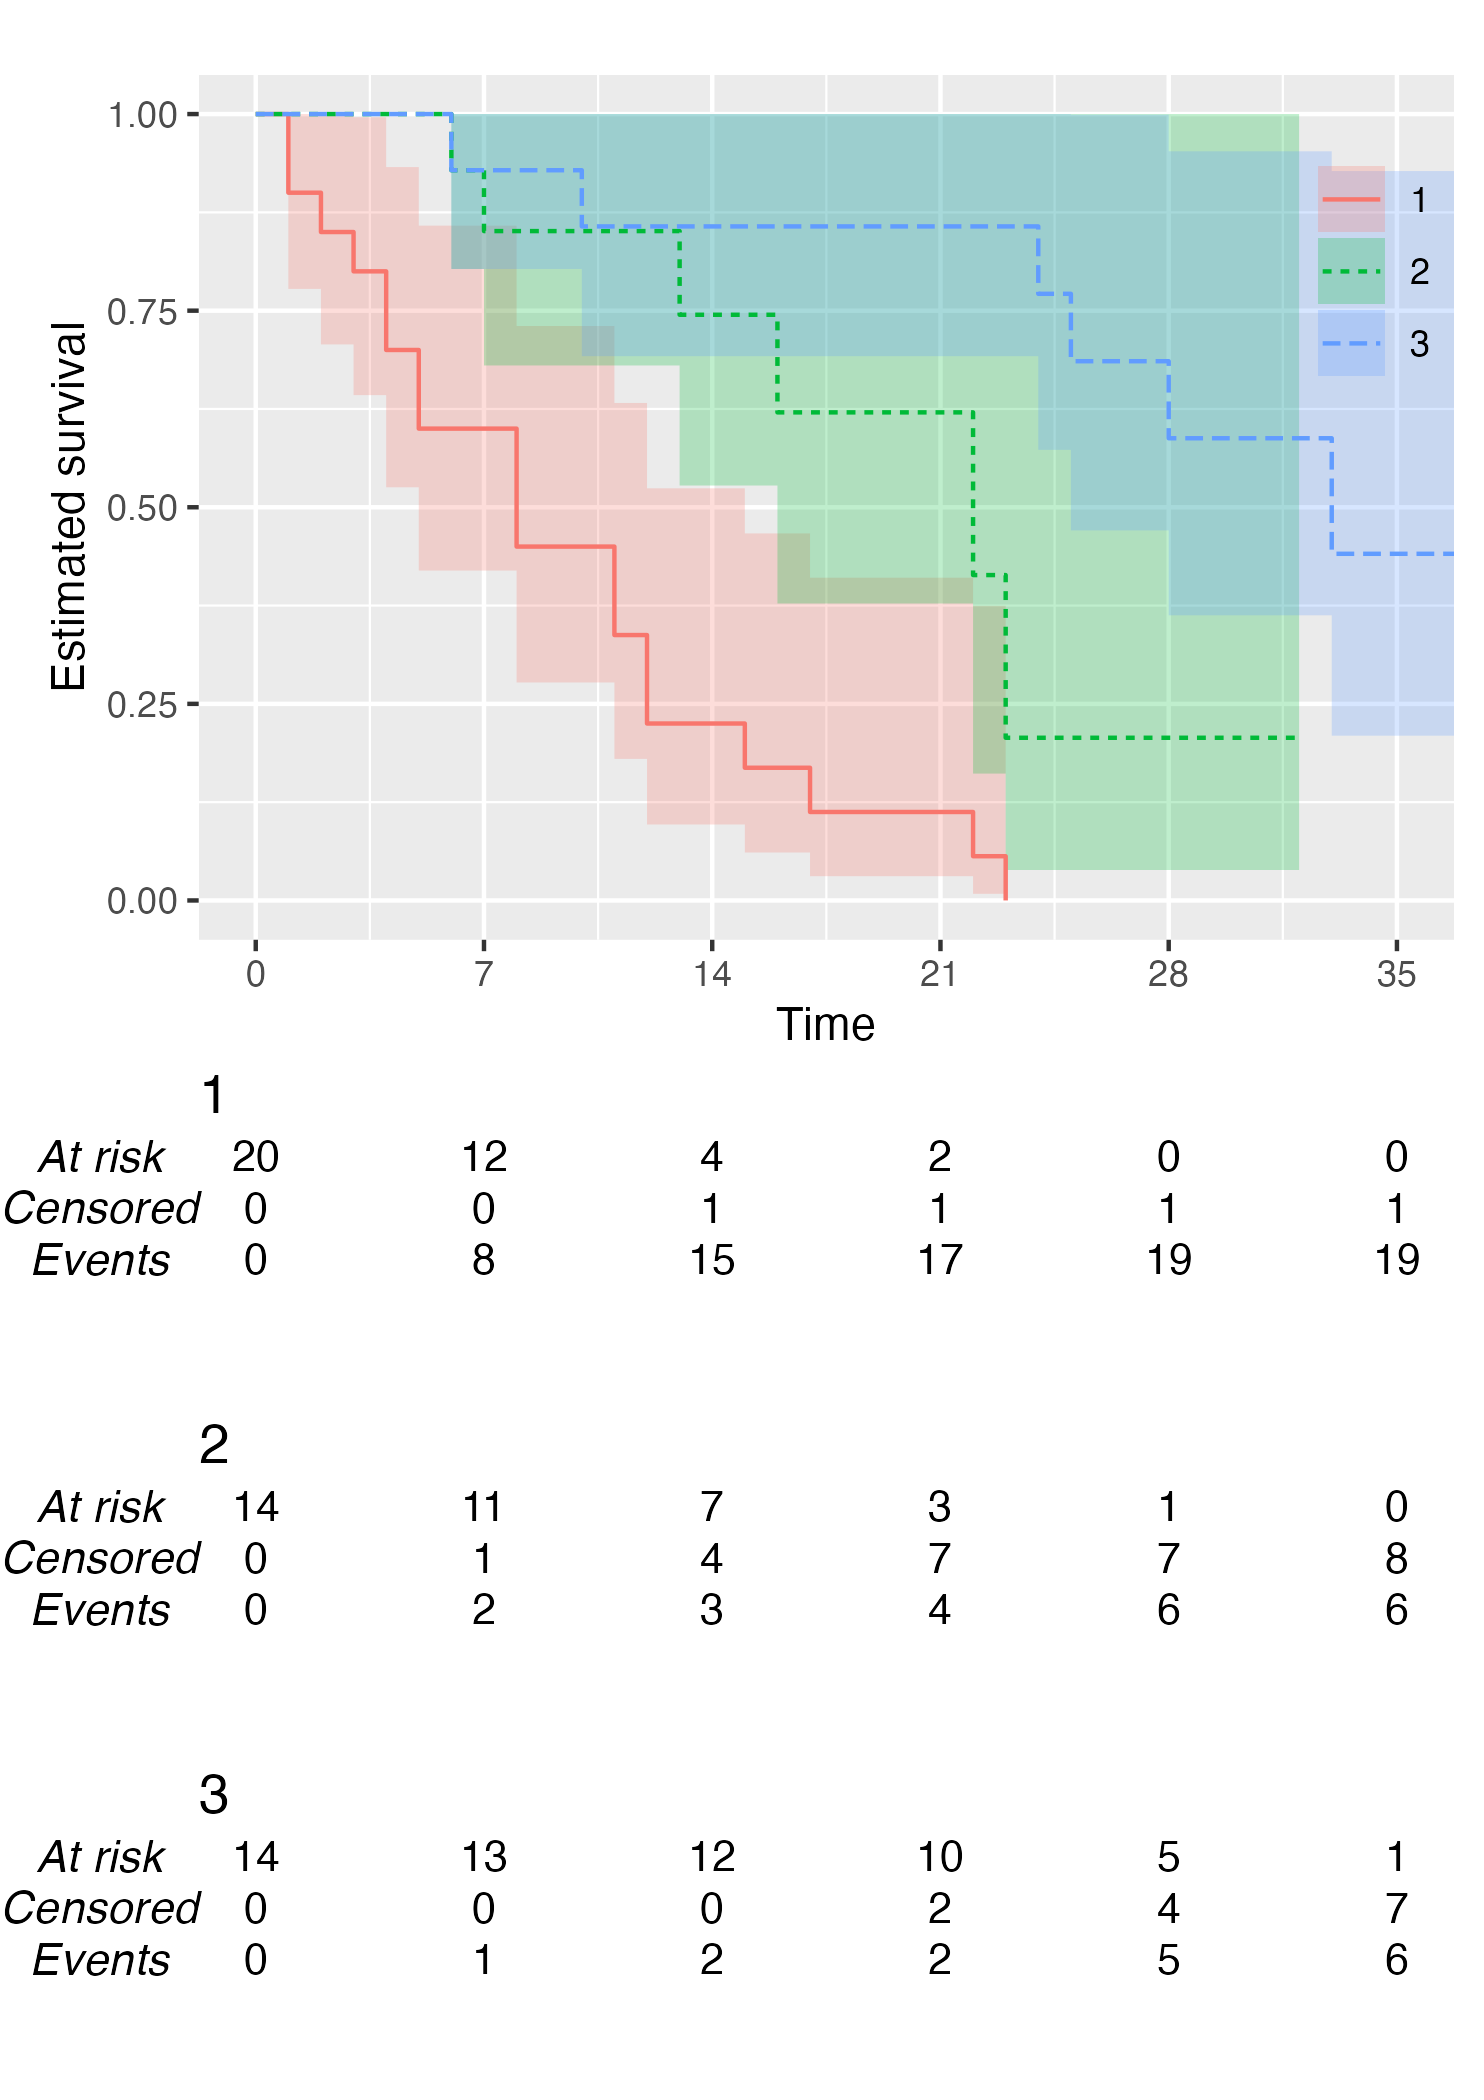 1.00
0.75
0.50
0.25
0.00
Estimated survival
1
2
3
0 7 14 21 28 35
Time
1
At risk 20 12 4 2 0 0
Censored 0 0 1 1 1 1
Events 0 8 15 17 19 19
2
At risk 14 11 7 3 1 0
Censored 0 1 4 7 7 8
Events 0 2 3 4 6 6
3
At risk 14 13 12 10 5 1
Censored 0 0 0 2 4 7
Events 0 1 2 2 5 6